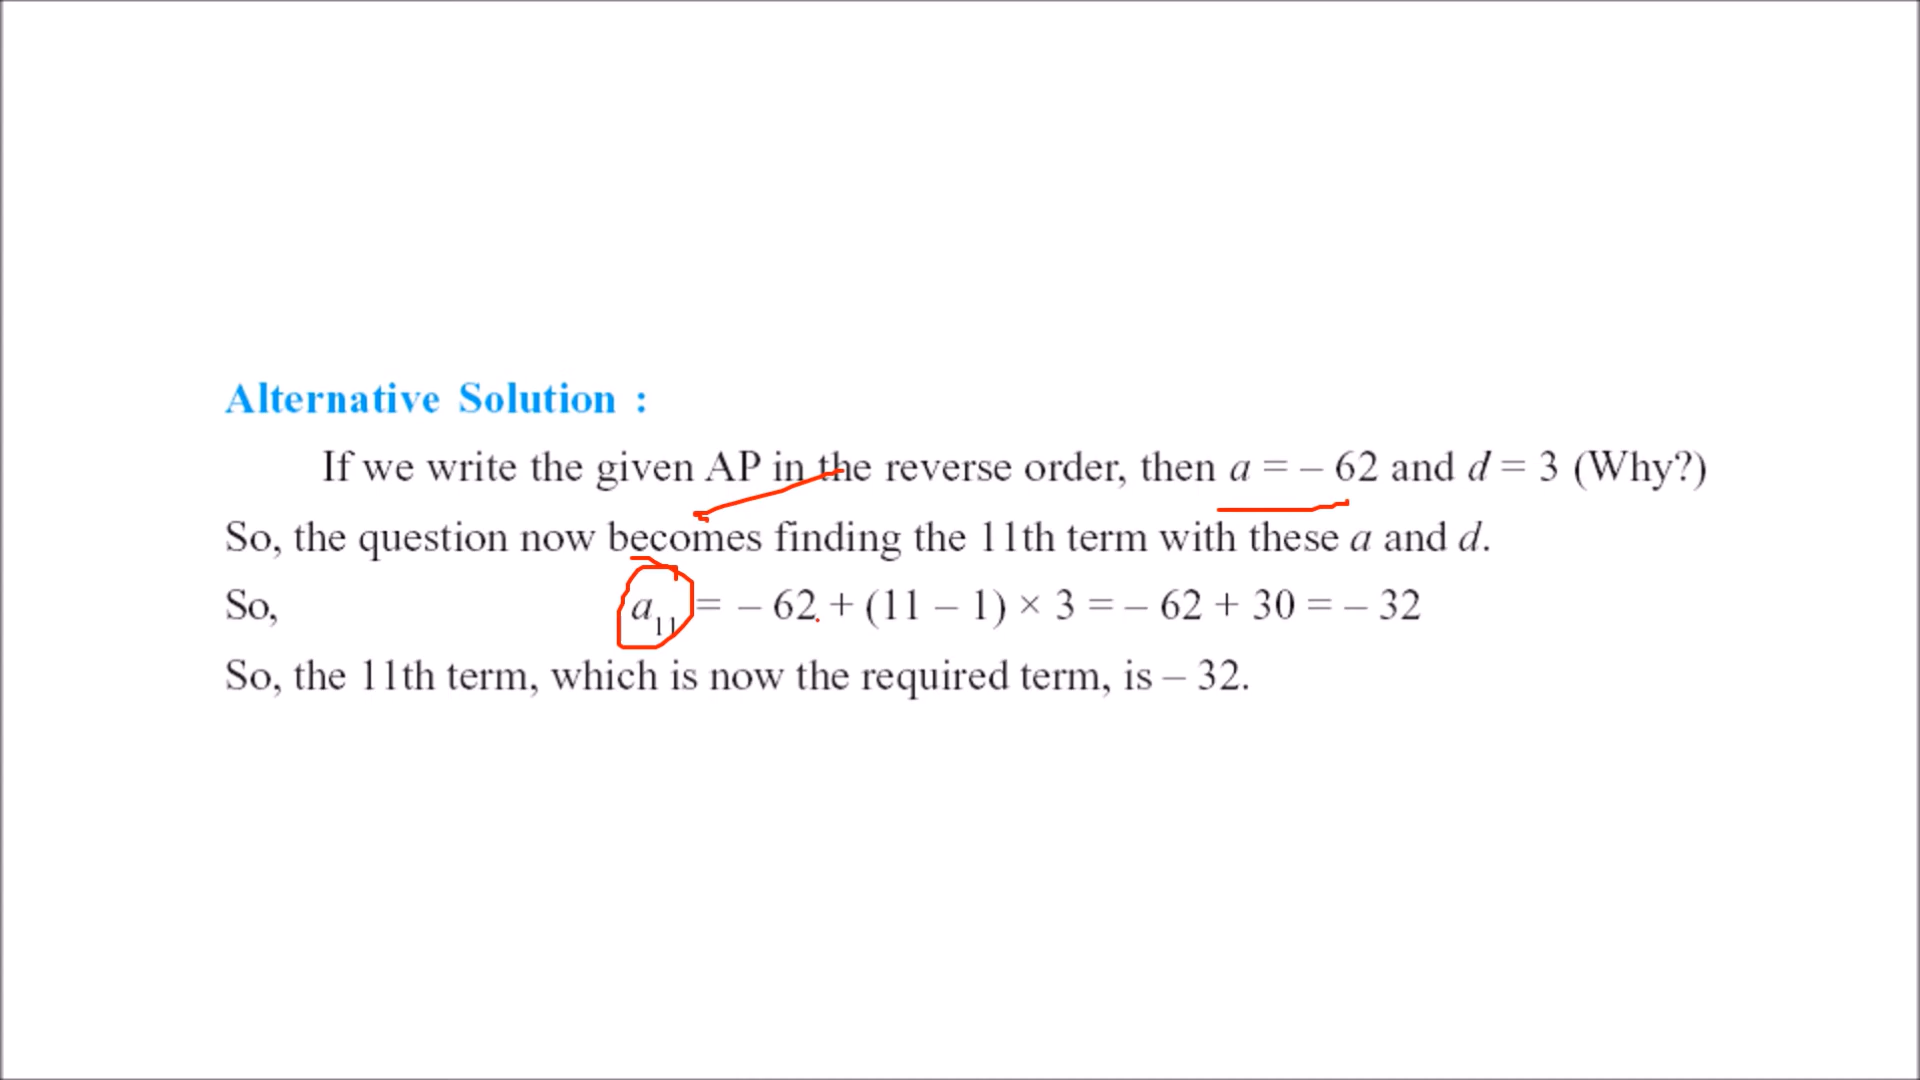 Alternative Solution :
If we write the given AP in the reverse order, then a = – 62 and d = 3 (Why?)
So, the question now becomes finding the 11th term with these a and d.
So, a₁₁ = – 62 + (11 – 1) × 3 = – 62 + 30 = – 32
So, the 11th term, which is now the required term, is – 32.